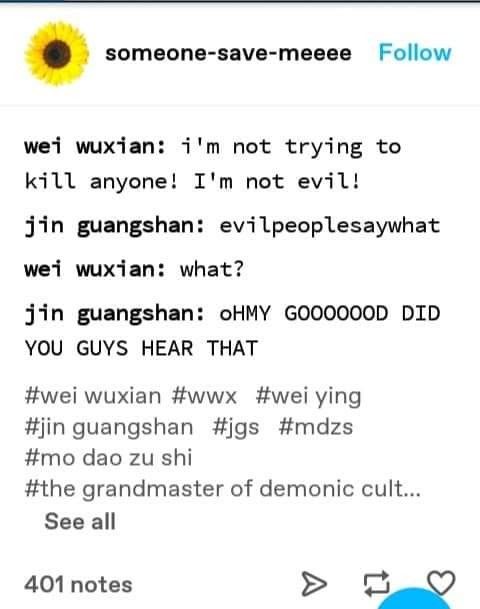 someone-save-meeee Follow
wei wuxian: i'm not trying to
kill anyone! I'm not evil!
jin guangshan: evilpeoplesaywhat
wei wuxian: what?
jin guangshan: oHMY GOOOOOOD DID
YOU GUYS HEAR THAT
#wei wuxian #wwx #wei ying
#jin guangshan #jgs #mdzs
#mo dao zu shi
#the grandmaster of demonic cult...
See all
401 notes